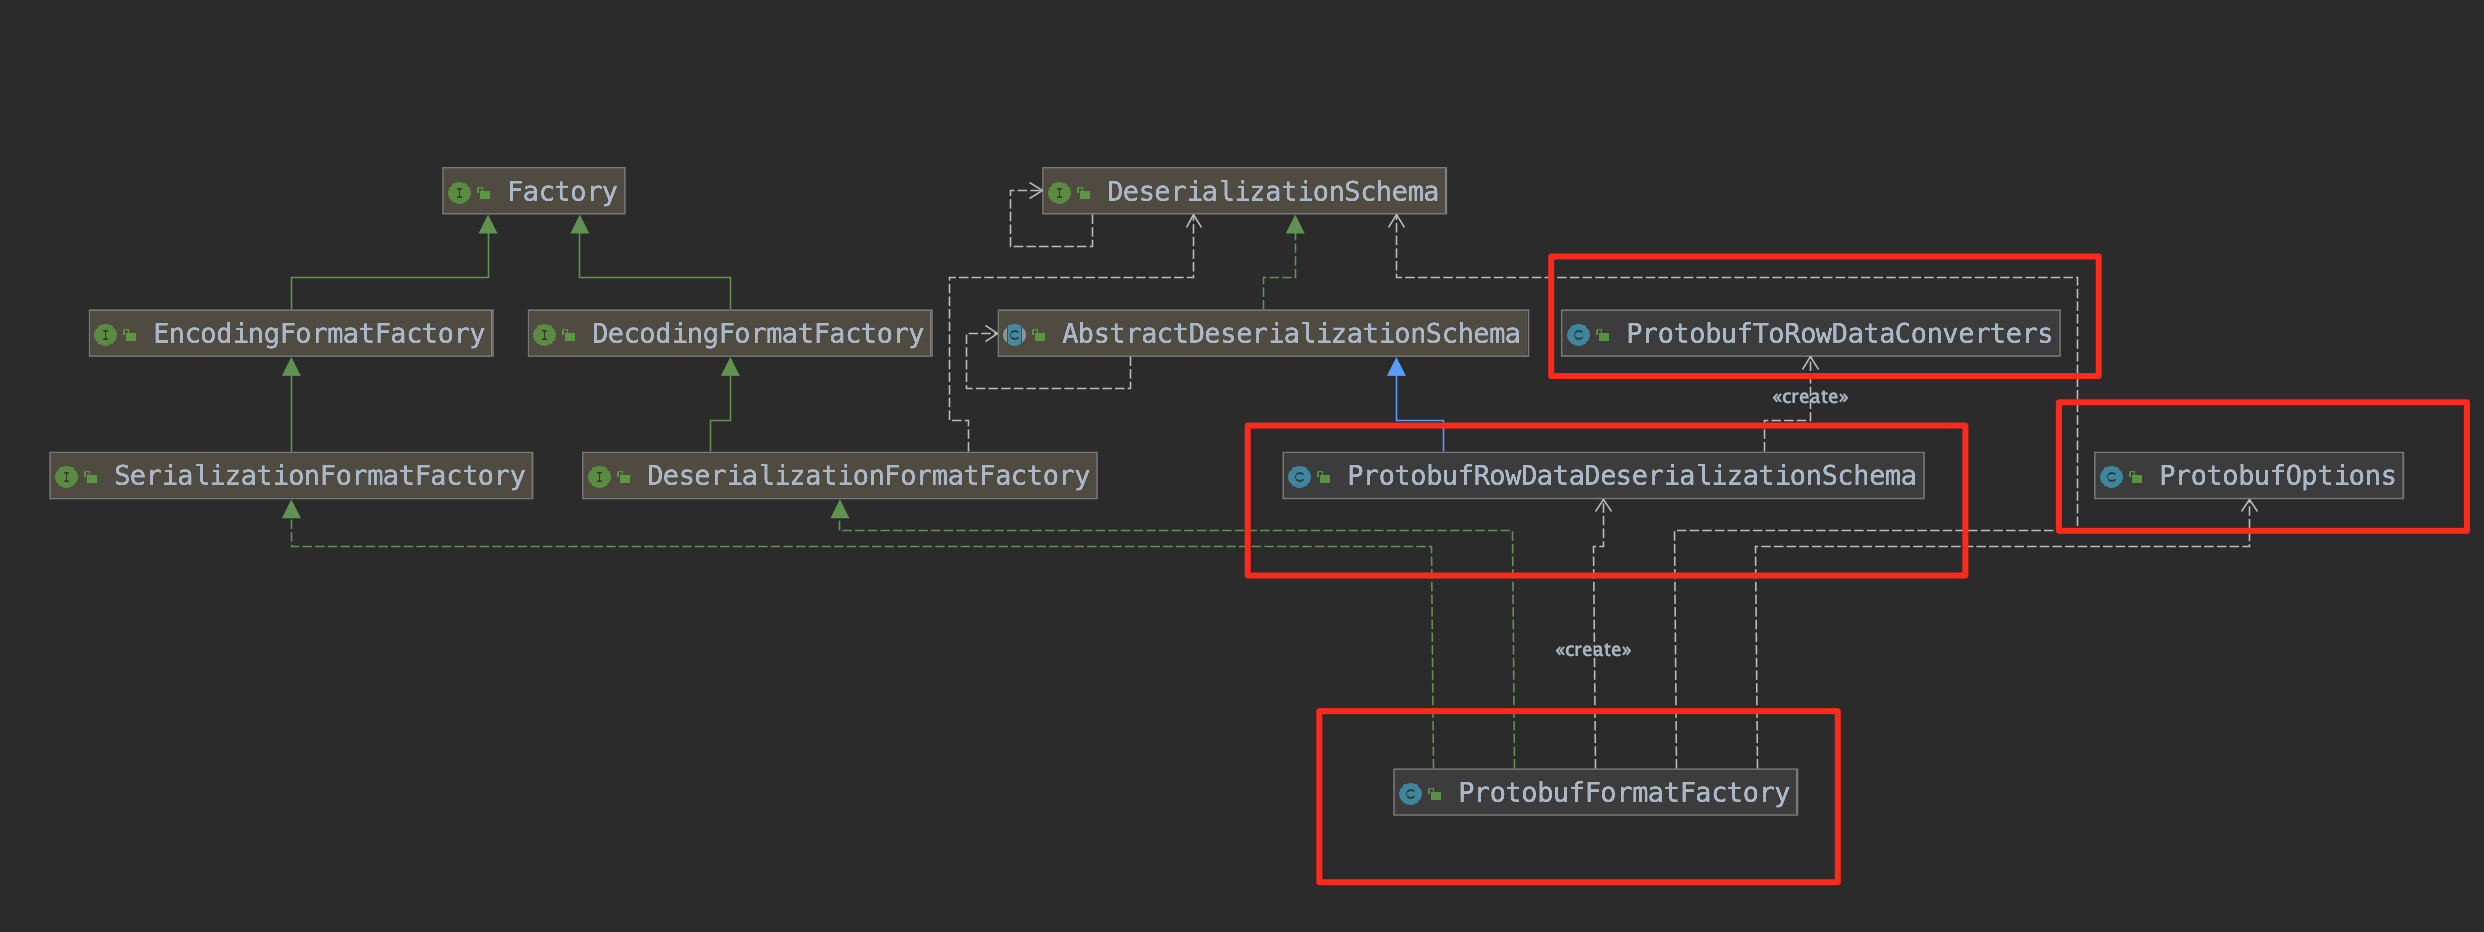 Factory
DeserializationSchema
EncodingFormatFactory
DecodingFormatFactory
AbstractDeserializationSchema
ProtobufToRowDataConverters
«create»
SerializationFormatFactory
DeserializationFormatFactory
ProtobufRowDataDeserializationSchema
ProtobufOptions
«create»
ProtobufFormatFactory